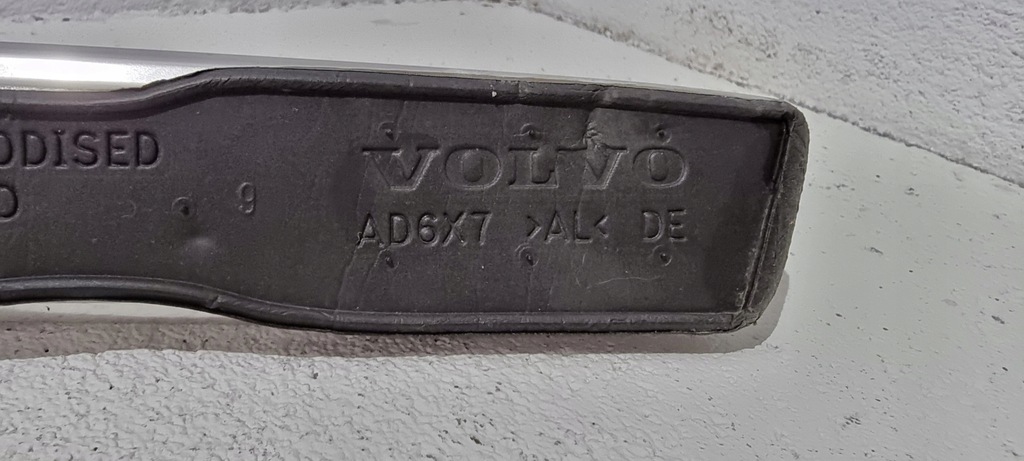 ODISED
O
9
VOLVO
AD6X7 >AL< DE